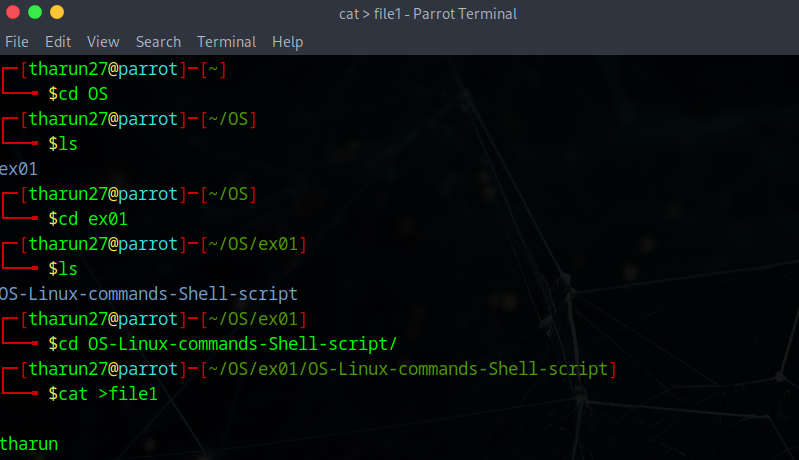 cat > file1 - Parrot Terminal
File Edit View Search Terminal Help
[tharun27@parrot]─[~]
$cd OS
[tharun27@parrot]─[~/OS]
$ls
ex01
[tharun27@parrot]─[~/OS]
$cd ex01
[tharun27@parrot]─[~/OS/ex01]
$ls
OS-Linux-commands-Shell-script
[tharun27@parrot]─[~/OS/ex01]
$cd OS-Linux-commands-Shell-script/
[tharun27@parrot]─[~/OS/ex01/OS-Linux-commands-Shell-script]
$cat >file1
tharun